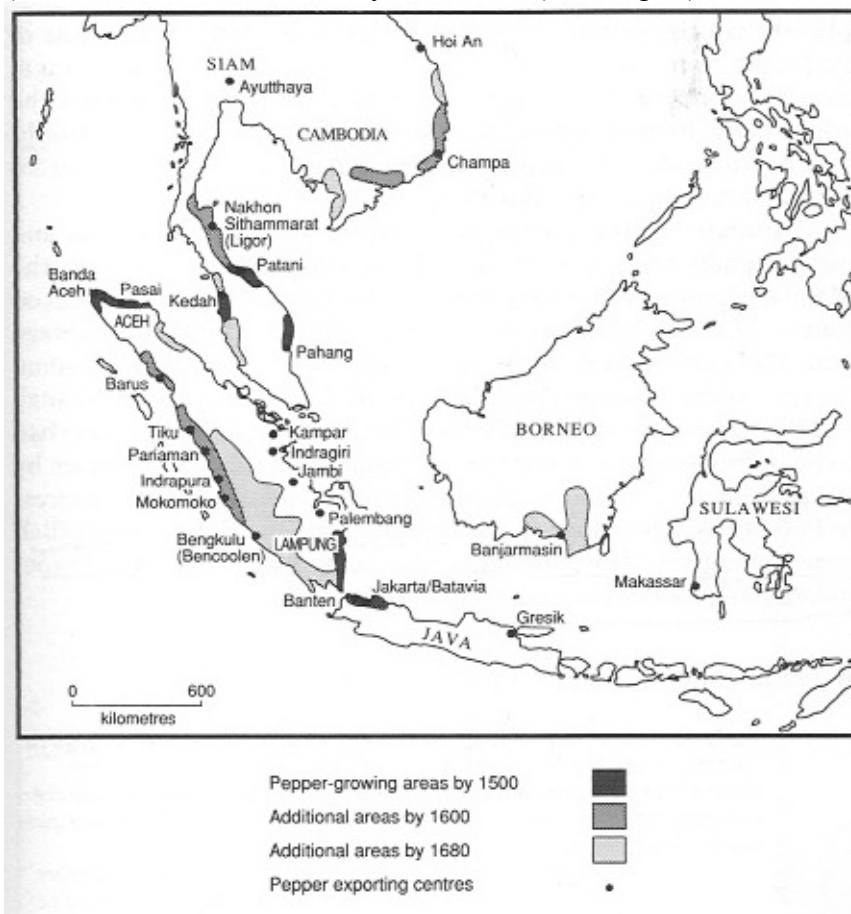 Hoi An
SIAM
Ayutthaya
CAMBODIA
Champa
Nakhon
Sithammarat
(Ligor)
Patani
Banda
Aceh
Pasai
ACEH
Kedah
Pahang
Barus
Tiku
Kampar
Pariaman
Indragiri
BORNEO
Indrapura
Jambi
Mokomoko
Palembang
SULAWESI
Bengkulu
(Bencoolen)
LAMPUNG
Banjarmasin
Makassar
Jakarta/Batavia
Banten
Gresik
JAVA
0 600
kilometres
Pepper-growing areas by 1500
Additional areas by 1600
Additional areas by 1680
Pepper exporting centres